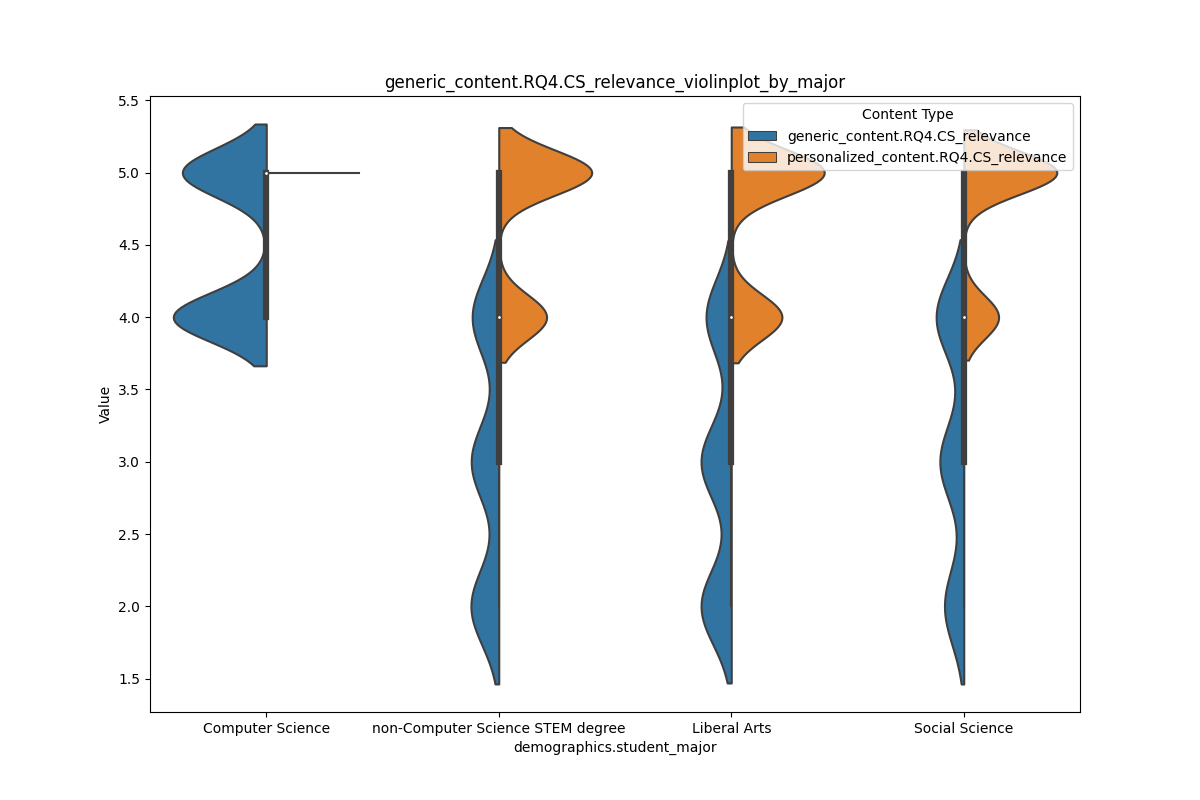 generic_content.RQ4.CS_relevance_violinplot_by_major
Content Type
generic_content.RQ4.CS_relevance
personalized_content.RQ4.CS_relevance
Value
5.5
5.0
4.5
4.0
3.5
3.0
2.5
2.0
1.5
Computer Science
non-Computer Science STEM degree
Liberal Arts
Social Science
demographics.student_major